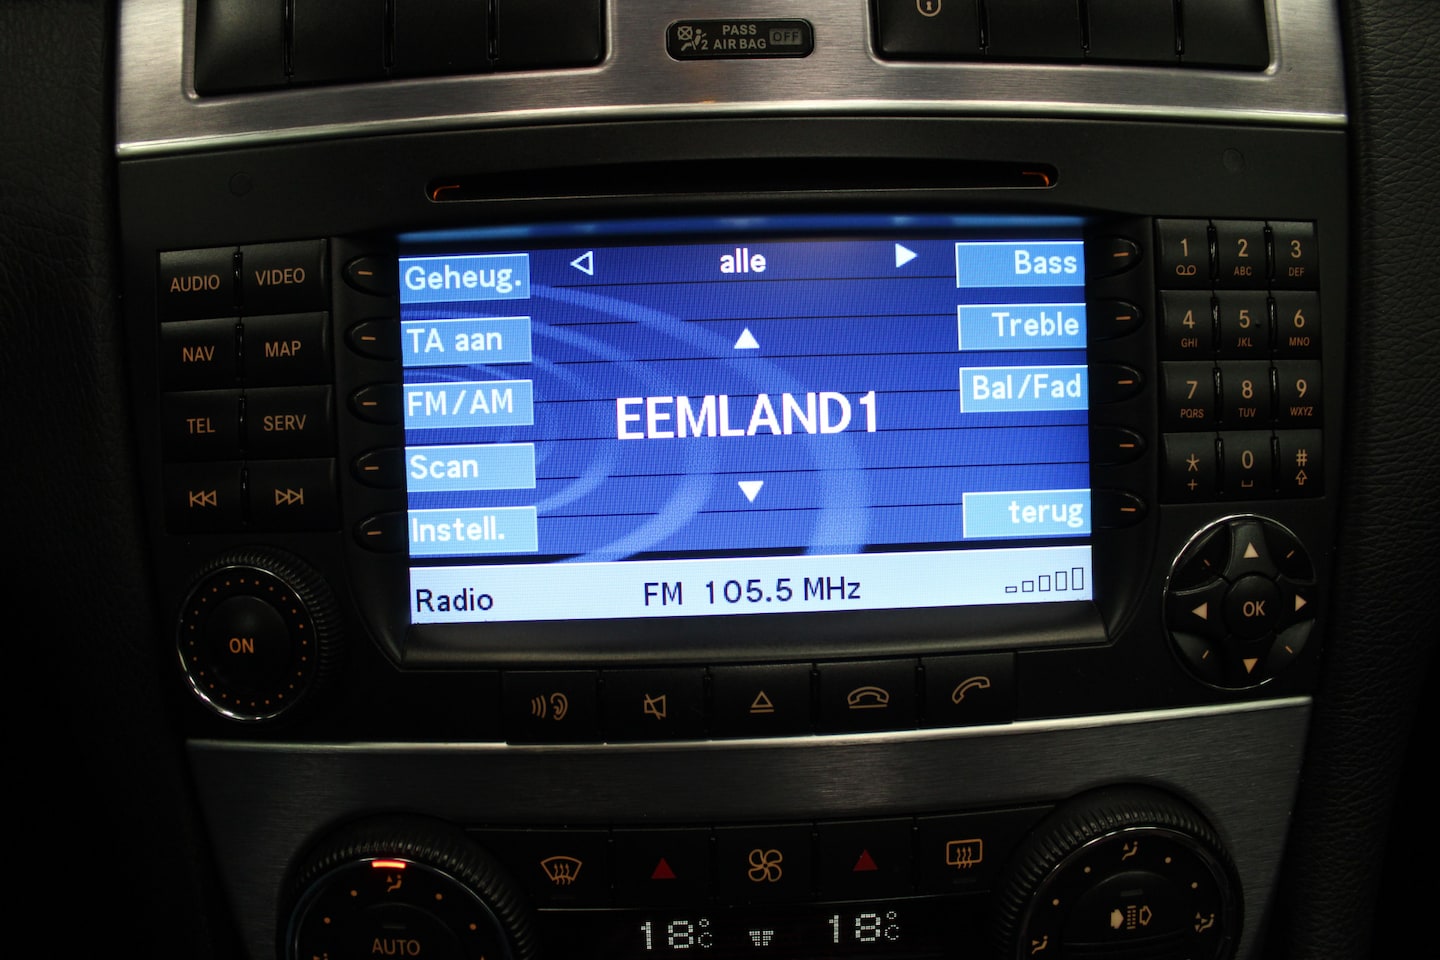 PASS
2 AIR BAG OFF
AUDIO VIDEO
NAV MAP
TEL SERV
ON
Geheug.
TA aan
FM/AM
Scan
Instell.
alle
EEMLAND1
Bass
Treble
Bal/Fad
terug
Radio FM 105.5 MHz
1 2 3
ABC DEF
4 5 6
GHI JKL MNO
7 8 9
PQRS TUV WXYZ
* 0 #
+
OK
18°C 18°C
AUTO